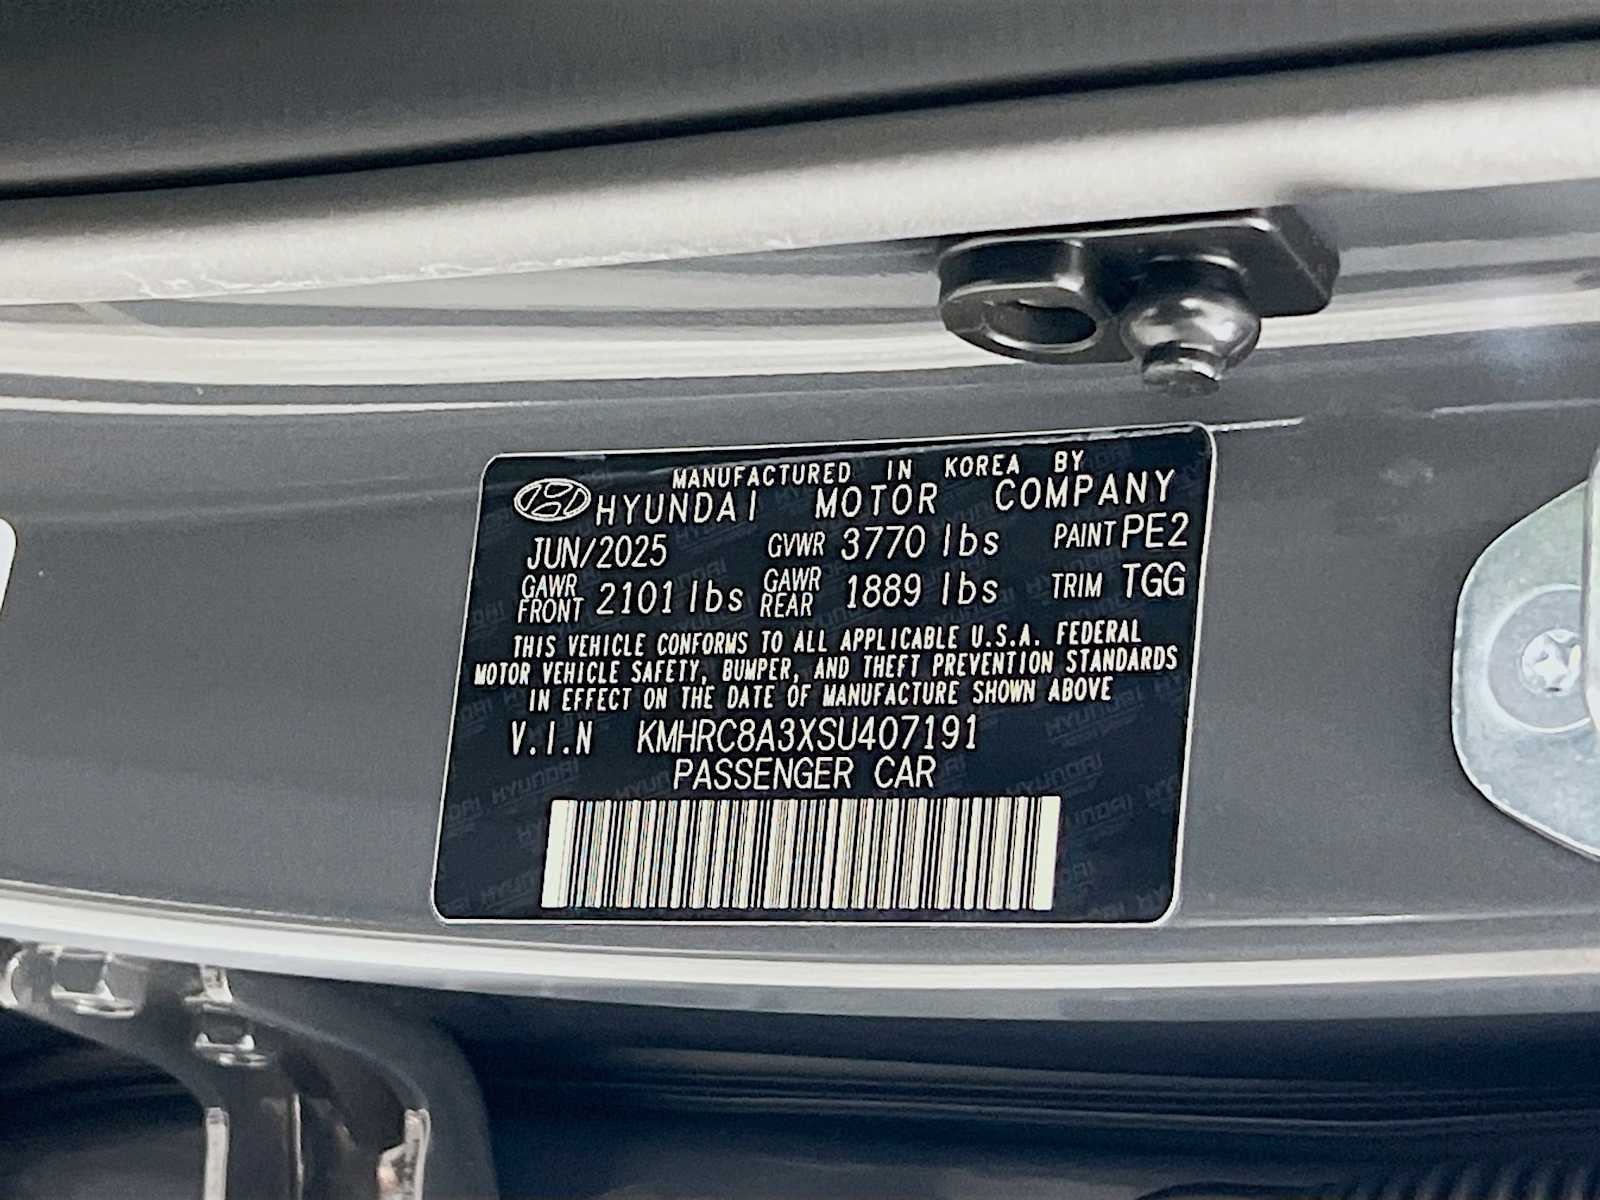 MANUFACTURED IN KOREA BY
HYUNDAI MOTOR COMPANY
JUN/2025 GVWR 3770 lbs PAINT PE2
GAWR FRONT 2101 lbs GAWR REAR 1889 lbs TRIM TGG
THIS VEHICLE CONFORMS TO ALL APPLICABLE U.S.A. FEDERAL
MOTOR VEHICLE SAFETY, BUMPER, AND THEFT PREVENTION STANDARDS
IN EFFECT ON THE DATE OF MANUFACTURE SHOWN ABOVE
V.I.N KMHRC8A3XSU407191
PASSENGER CAR